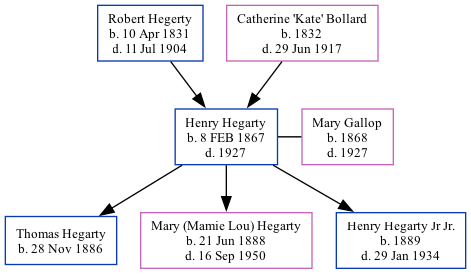 Robert Hegerty
b. 10 Apr 1831
d. 11 Jul 1904
Catherine 'Kate' Bollard
b. 1832
d. 29 Jun 1917
Henry Hegarty
b. 8 FEB 1867
d. 1927
Mary Gallop
b. 1868
d. 1927
Thomas Hegarty
b. 28 Nov 1886
Mary (Mamie Lou) Hegarty
b. 21 Jun 1888
d. 16 Sep 1950
Henry Hegarty Jr Jr.
b. 1889
d. 29 Jan 1934